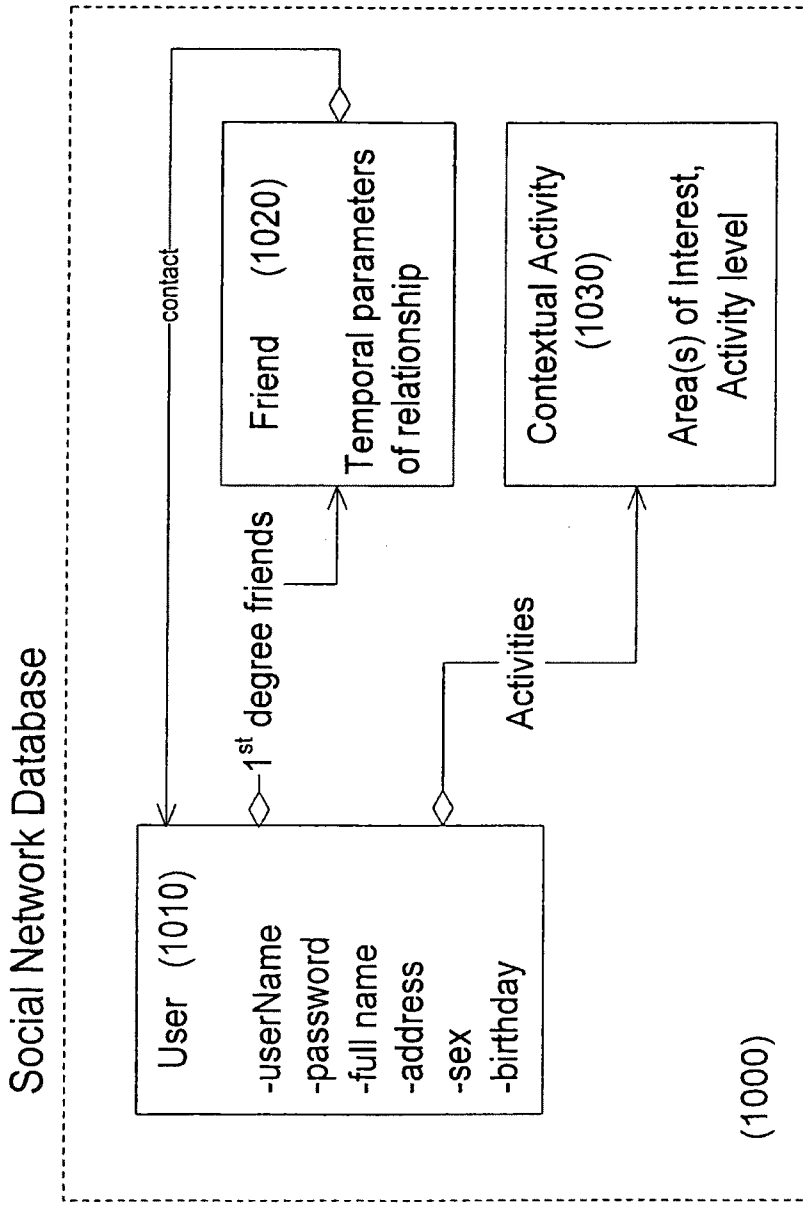 Social Network Database
User (1010)
-userName
-password
-full name
-address
-sex
-birthday
(1000)
contact
1st degree friends
Activities
Friend (1020)
Temporal parameters
of relationship
Contextual Activity
(1030)
Area(s) of Interest,
Activity level